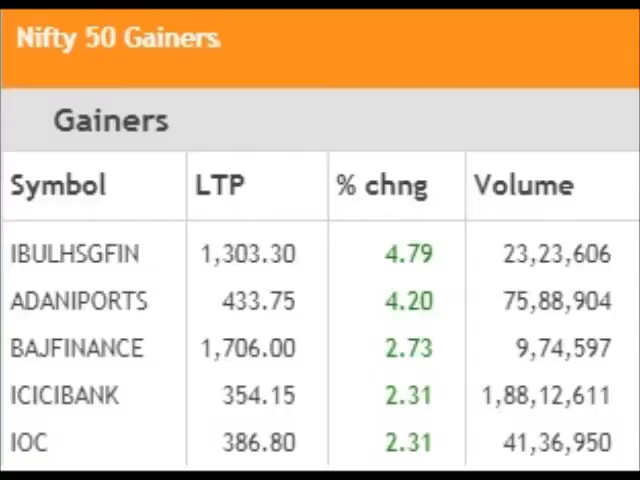 Nifty 50 Gainers
Gainers
Symbol LTP % chng Volume
IBULHSGFIN 1,303.30 4.79 23,23,606
ADANIPORTS 433.75 4.20 75,88,904
BAJFINANCE 1,706.00 2.73 9,74,597
ICICIBANK 354.15 2.31 1,88,12,611
IOC 386.80 2.31 41,36,950